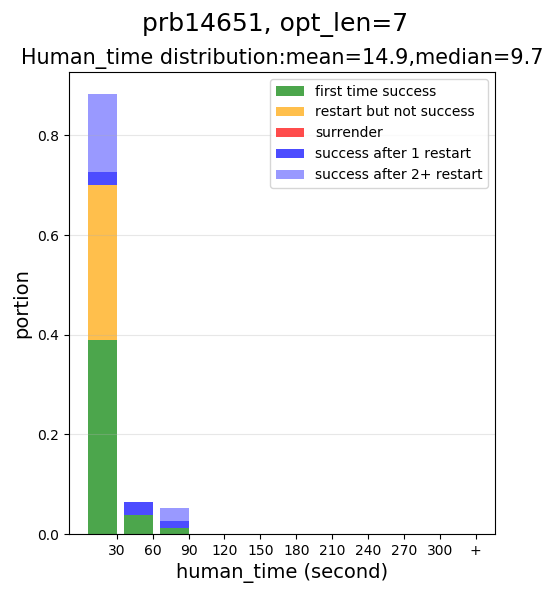 prb14651, opt_len=7
Human_time distribution:mean=14.9,median=9.7
first time success
restart but not success
surrender
success after 1 restart
success after 2+ restart
portion
0.8
0.6
0.4
0.2
0.0
30 60 90 120 150 180 210 240 270 300 +
human_time (second)